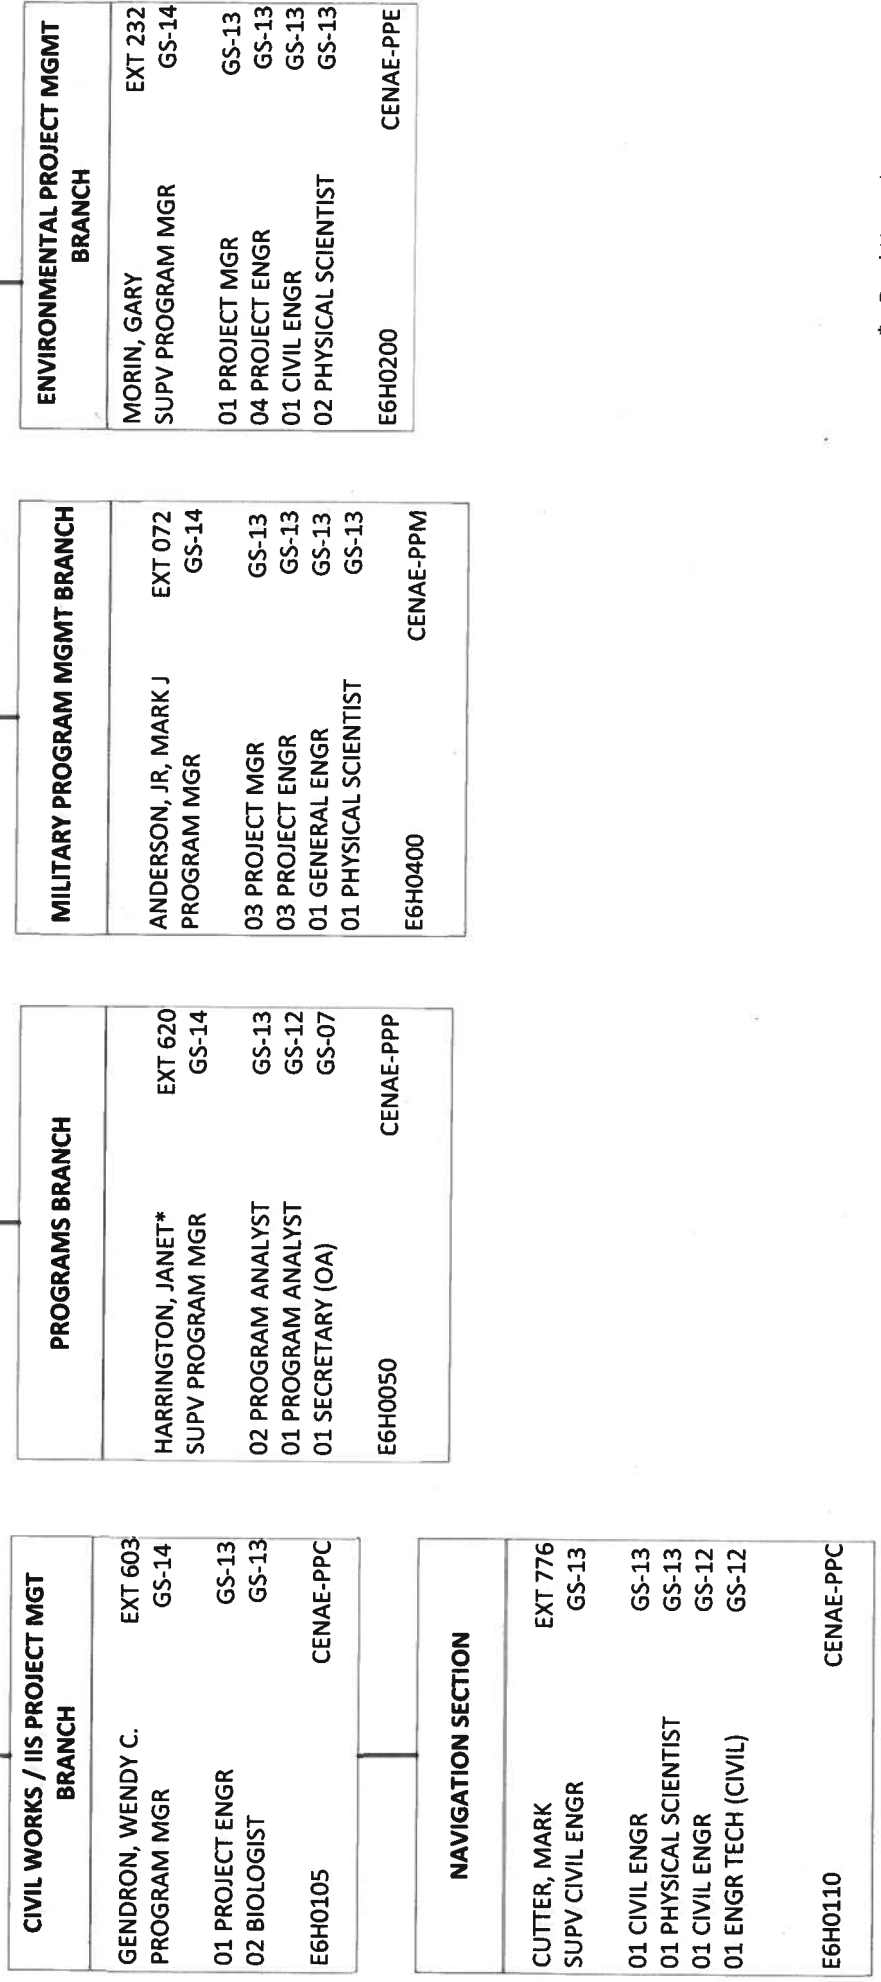 CIVIL WORKS / IIS PROJECT MGT
BRANCH
GENDRON, WENDY C. EXT 603
PROGRAM MGR GS-14
01 PROJECT ENGR GS-13
02 BIOLOGIST GS-13
E6H0105 CENAE-PPC
NAVIGATION SECTION
CUTTER, MARK EXT 776
SUPV CIVIL ENGR GS-13
01 CIVIL ENGR GS-13
01 PHYSICAL SCIENTIST GS-13
01 CIVIL ENGR GS-12
01 ENGR TECH (CIVIL) GS-12
E6H0110 CENAE-PPC
PROGRAMS BRANCH
HARRINGTON, JANET* EXT 620
SUPV PROGRAM MGR GS-14
02 PROGRAM ANALYST GS-13
01 PROGRAM ANALYST GS-12
01 SECRETARY (OA) GS-07
E6H0050 CENAE-PPP
MILITARY PROGRAM MGMT BRANCH
ANDERSON, JR, MARK J EXT 072
PROGRAM MGR GS-14
03 PROJECT MGR GS-13
03 PROJECT ENGR GS-13
01 GENERAL ENGR GS-13
01 PHYSICAL SCIENTIST GS-13
E6H0400 CENAE-PPM
ENVIRONMENTAL PROJECT MGMT
BRANCH
MORIN, GARY EXT 232
SUPV PROGRAM MGR GS-14
01 PROJECT MGR GS-13
04 PROJECT ENGR GS-13
01 CIVIL ENGR GS-13
02 PHYSICAL SCIENTIST GS-13
E6H0200 CENAE-PPE